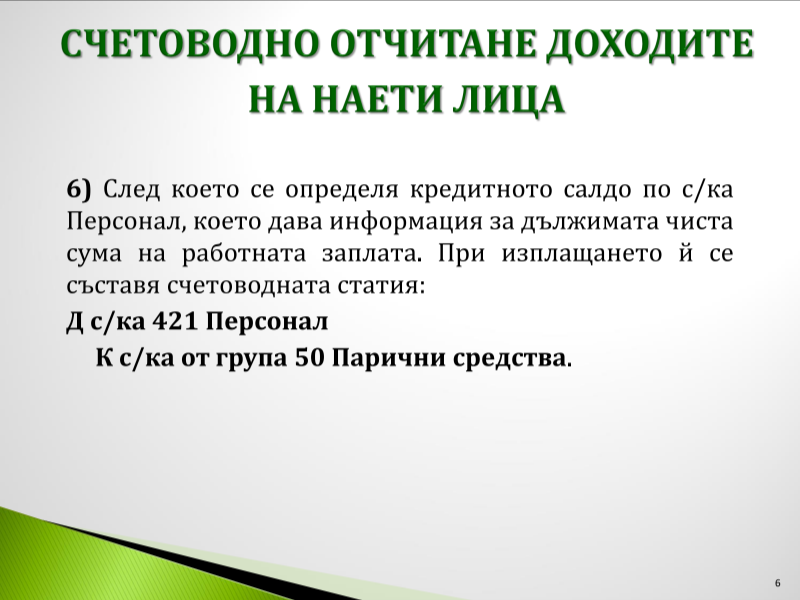 СЧЕТОВОДНО ОТЧИТАНЕ ДОХОДИТЕ
НА НАЕТИ ЛИЦА
6) След което се определя кредитното салдо по с/ка
Персонал, което дава информация за дължимата чиста
сума на работната заплата. При изплащането й се
съставя счетоводната статия:
Д с/ка 421 Персонал
К с/ка от група 50 Парични средства.
6